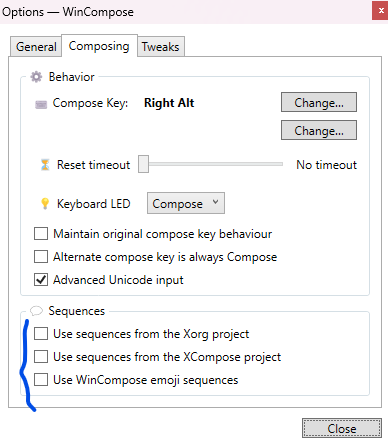 Options — WinCompose
General Composing Tweaks
Behavior
Compose Key: Right Alt Change...
Change...
Reset timeout No timeout
Keyboard LED Compose
Maintain original compose key behaviour
Alternate compose key is always Compose
Advanced Unicode input
Sequences
Use sequences from the Xorg project
Use sequences from the XCompose project
Use WinCompose emoji sequences
Close